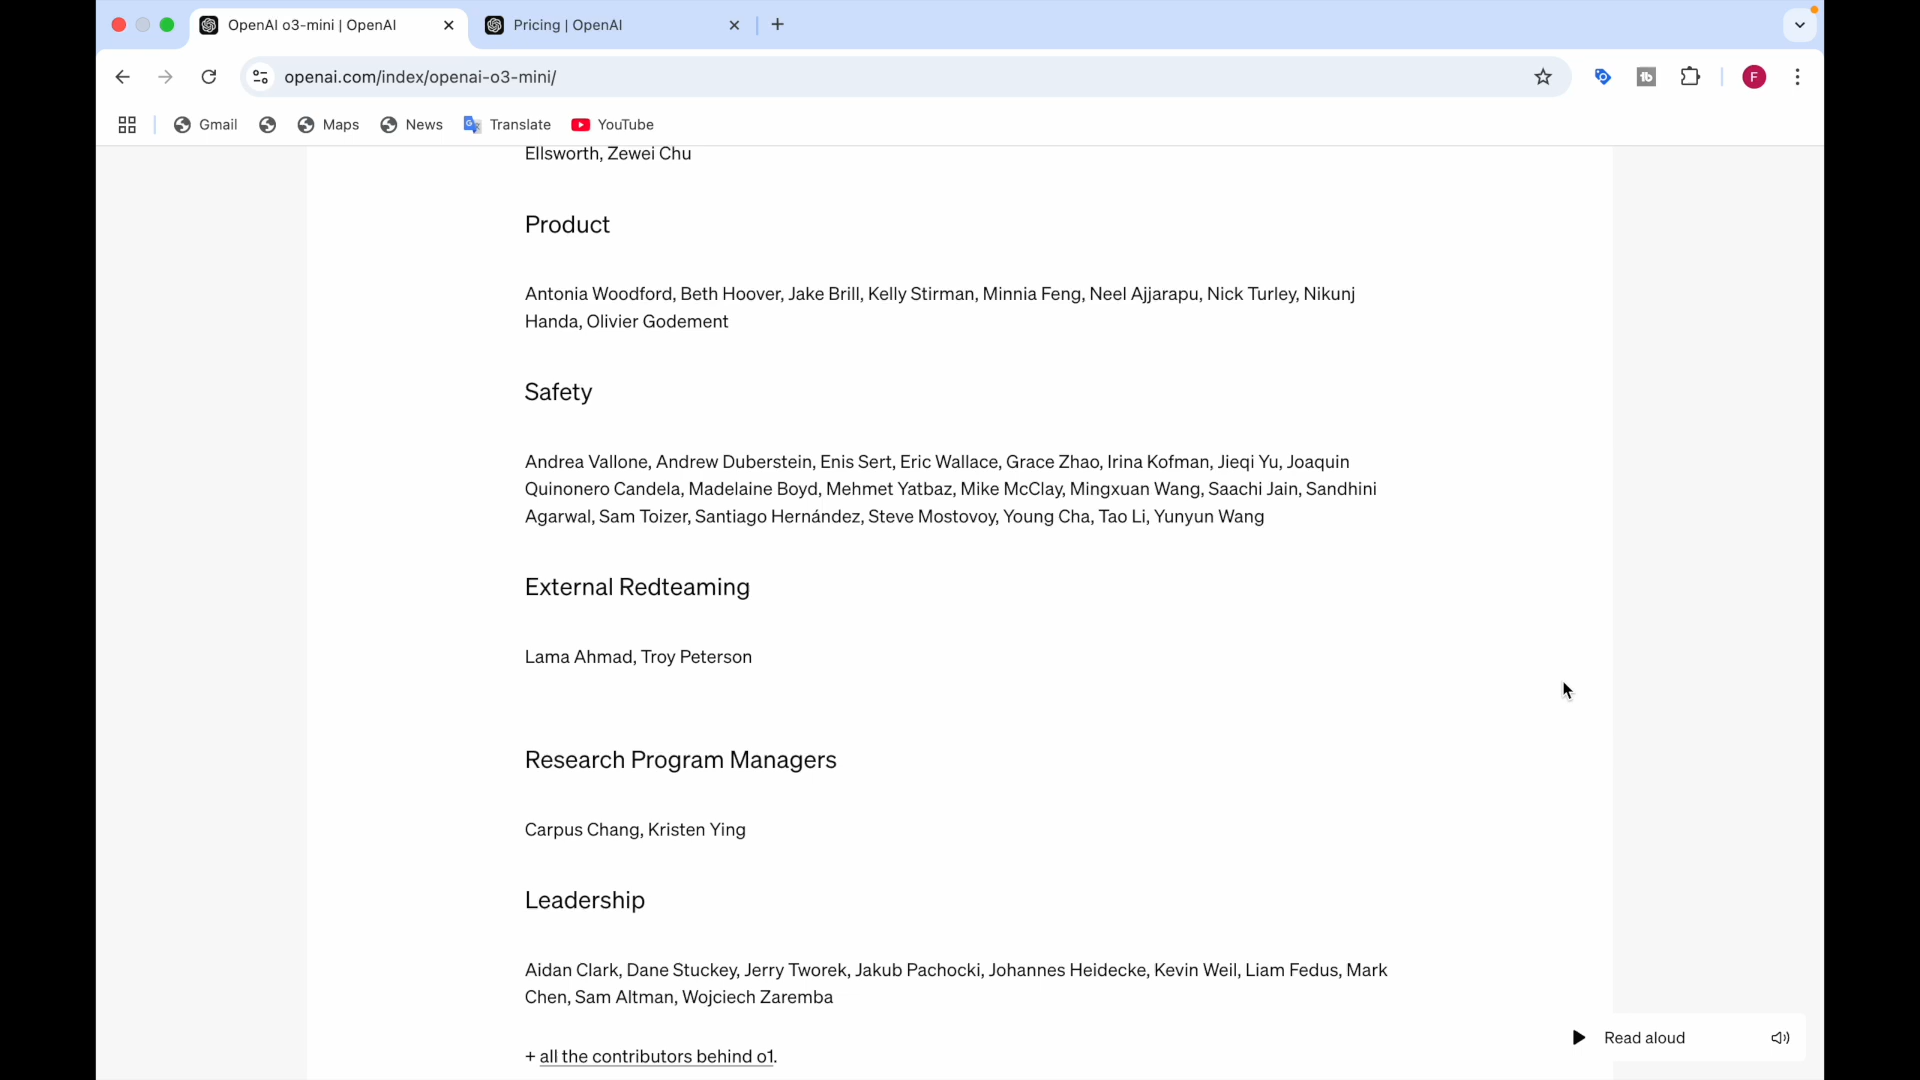 OpenAI o3-mini | OpenAI
Pricing | OpenAI
openai.com/index/openai-o3-mini/
F
Gmail
Maps
News
Translate
YouTube
Ellsworth, Zewei Chu
Product
Antonia Woodford, Beth Hoover, Jake Brill, Kelly Stirman, Minnia Feng, Neel Ajjarapu, Nick Turley, Nikunj
Handa, Olivier Godement
Safety
Andrea Vallone, Andrew Duberstein, Enis Sert, Eric Wallace, Grace Zhao, Irina Kofman, Jieqi Yu, Joaquin
Quinonero Candela, Madelaine Boyd, Mehmet Yatbaz, Mike McClay, Mingxuan Wang, Saachi Jain, Sandhini
Agarwal, Sam Toizer, Santiago Hernández, Steve Mostovoy, Young Cha, Tao Li, Yunyun Wang
External Redteaming
Lama Ahmad, Troy Peterson
Research Program Managers
Carpus Chang, Kristen Ying
Leadership
Aidan Clark, Dane Stuckey, Jerry Tworek, Jakub Pachocki, Johannes Heidecke, Kevin Weil, Liam Fedus, Mark
Chen, Sam Altman, Wojciech Zaremba
Read aloud
+ all the contributors behind o1.